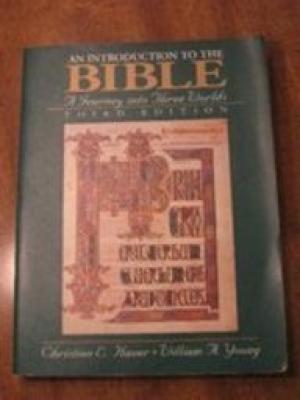 AN INTRODUCTION TO THE
BIBLE
A Journey into Three Worlds
THIRD EDITION
Christian E. Hauer • William A. Young